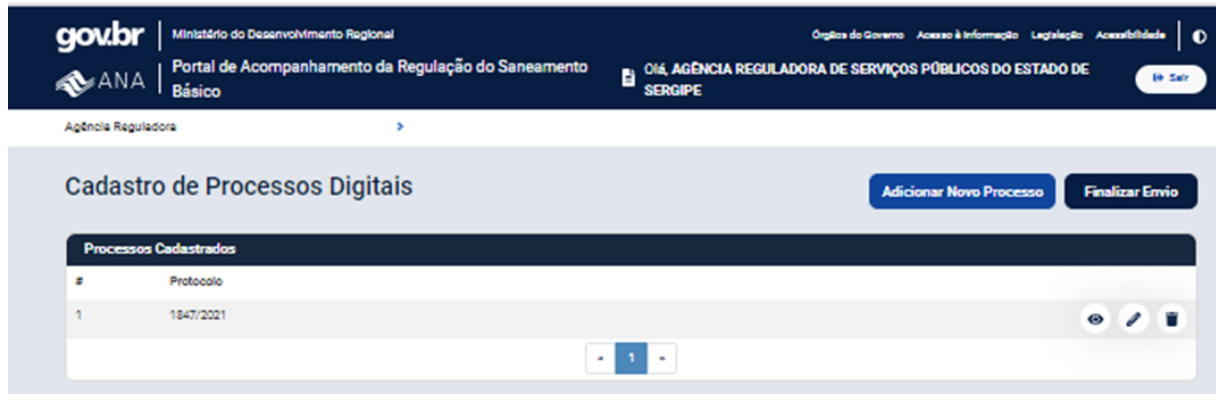 gov.br
Ministério do Desenvolvimento Regional
Órgãos do Governo Acesso à Informação Legislação Acessibilidade
ANA
Portal de Acompanhamento da Regulação do Saneamento
Básico
Olá, AGÊNCIA REGULADORA DE SERVIÇOS PÚBLICOS DO ESTADO DE
SERGIPE
Sair
Agência Reguladora
Cadastro de Processos Digitais
Adicionar Novo Processo
Finalizar Envio
Processos Cadastrados
# Protocolo
1 1847/2021
« 1 »